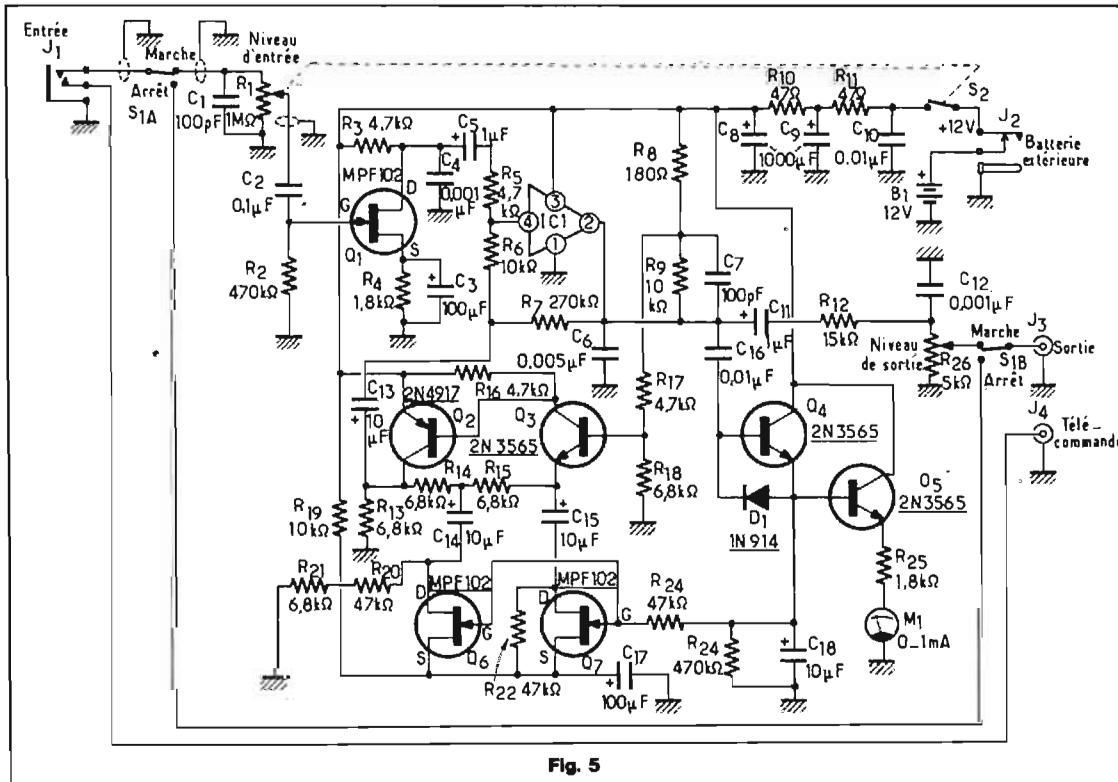 Entrée
J1
Marche
Arrêt
S1A
Niveau
d'entrée
R1
1MΩ
C1
100pF
C2
0,1µF
R2
470kΩ
R3 4,7kΩ
MPF102
D
G
S
Q1
R4
1,8kΩ
C3
100µF
C4
0,001
µF
C5
1µF
R5
4,7
kΩ
R6
10kΩ
IC1
1
2
3
4
R7 270kΩ
C6
0,005µF
R8
180Ω
R9
10
kΩ
C7
100pF
C8
C9
1000µF
R10
47Ω
R11
47Ω
C10
0,01µF
S2
+12V
J2
Batterie
extérieure
B1
12V
C11
1µF
R12
15kΩ
C12
0,001µF
Niveau
de sortie
R26
5kΩ
Marche
S1B
Arrêt
J3
Sortie
J4
Télé-
commande
C16
0,01µF
C13
10
µF
2N4917
Q2
R16 4,7kΩ
Q3
2N3565
R17
4,7kΩ
R18
6,8kΩ
Q4
2N3565
D1
1N914
Q5
2N3565
R25
1,8kΩ
M1
0_1mA
R14
6,8kΩ
R15
6,8kΩ
R13
6,8kΩ
C14
10µF
C15
10µF
R19
10kΩ
R21
6,8kΩ
R20
47kΩ
MPF102
D
G
S
Q6
R22 47kΩ
MPF102
D
G
S
Q7
C17
100µF
R24
47kΩ
R24
470kΩ
C18
10µF
Fig. 5